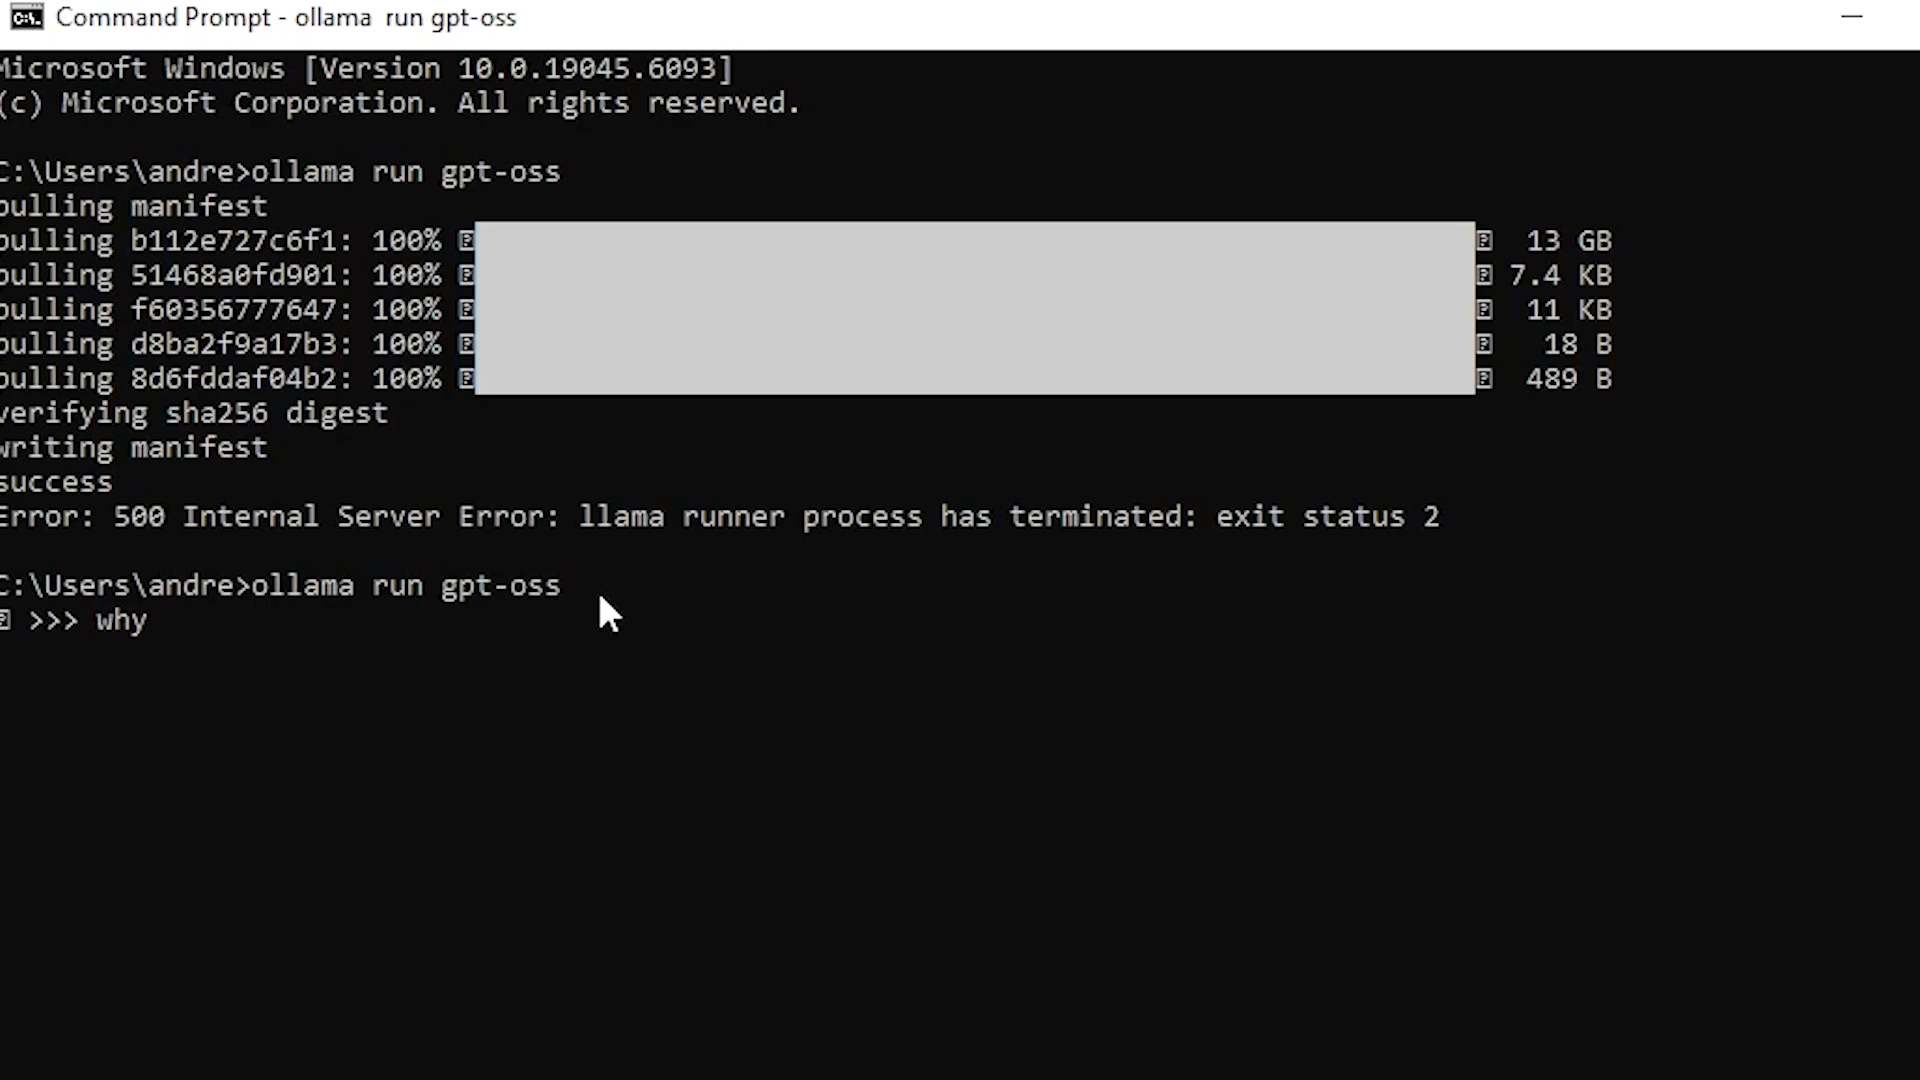 Command Prompt - ollama  run gpt-oss
Microsoft Windows [Version 10.0.19045.6093]
(c) Microsoft Corporation. All rights reserved.
C:\Users\andre>ollama run gpt-oss
pulling manifest
pulling b112e727c6f1: 100% 13 GB
pulling 51468a0fd901: 100% 7.4 KB
pulling f60356777647: 100% 11 KB
pulling d8ba2f9a17b3: 100% 18 B
pulling 8d6fddaf04b2: 100% 489 B
verifying sha256 digest
writing manifest
success
Error: 500 Internal Server Error: llama runner process has terminated: exit status 2
C:\Users\andre>ollama run gpt-oss
>>> why